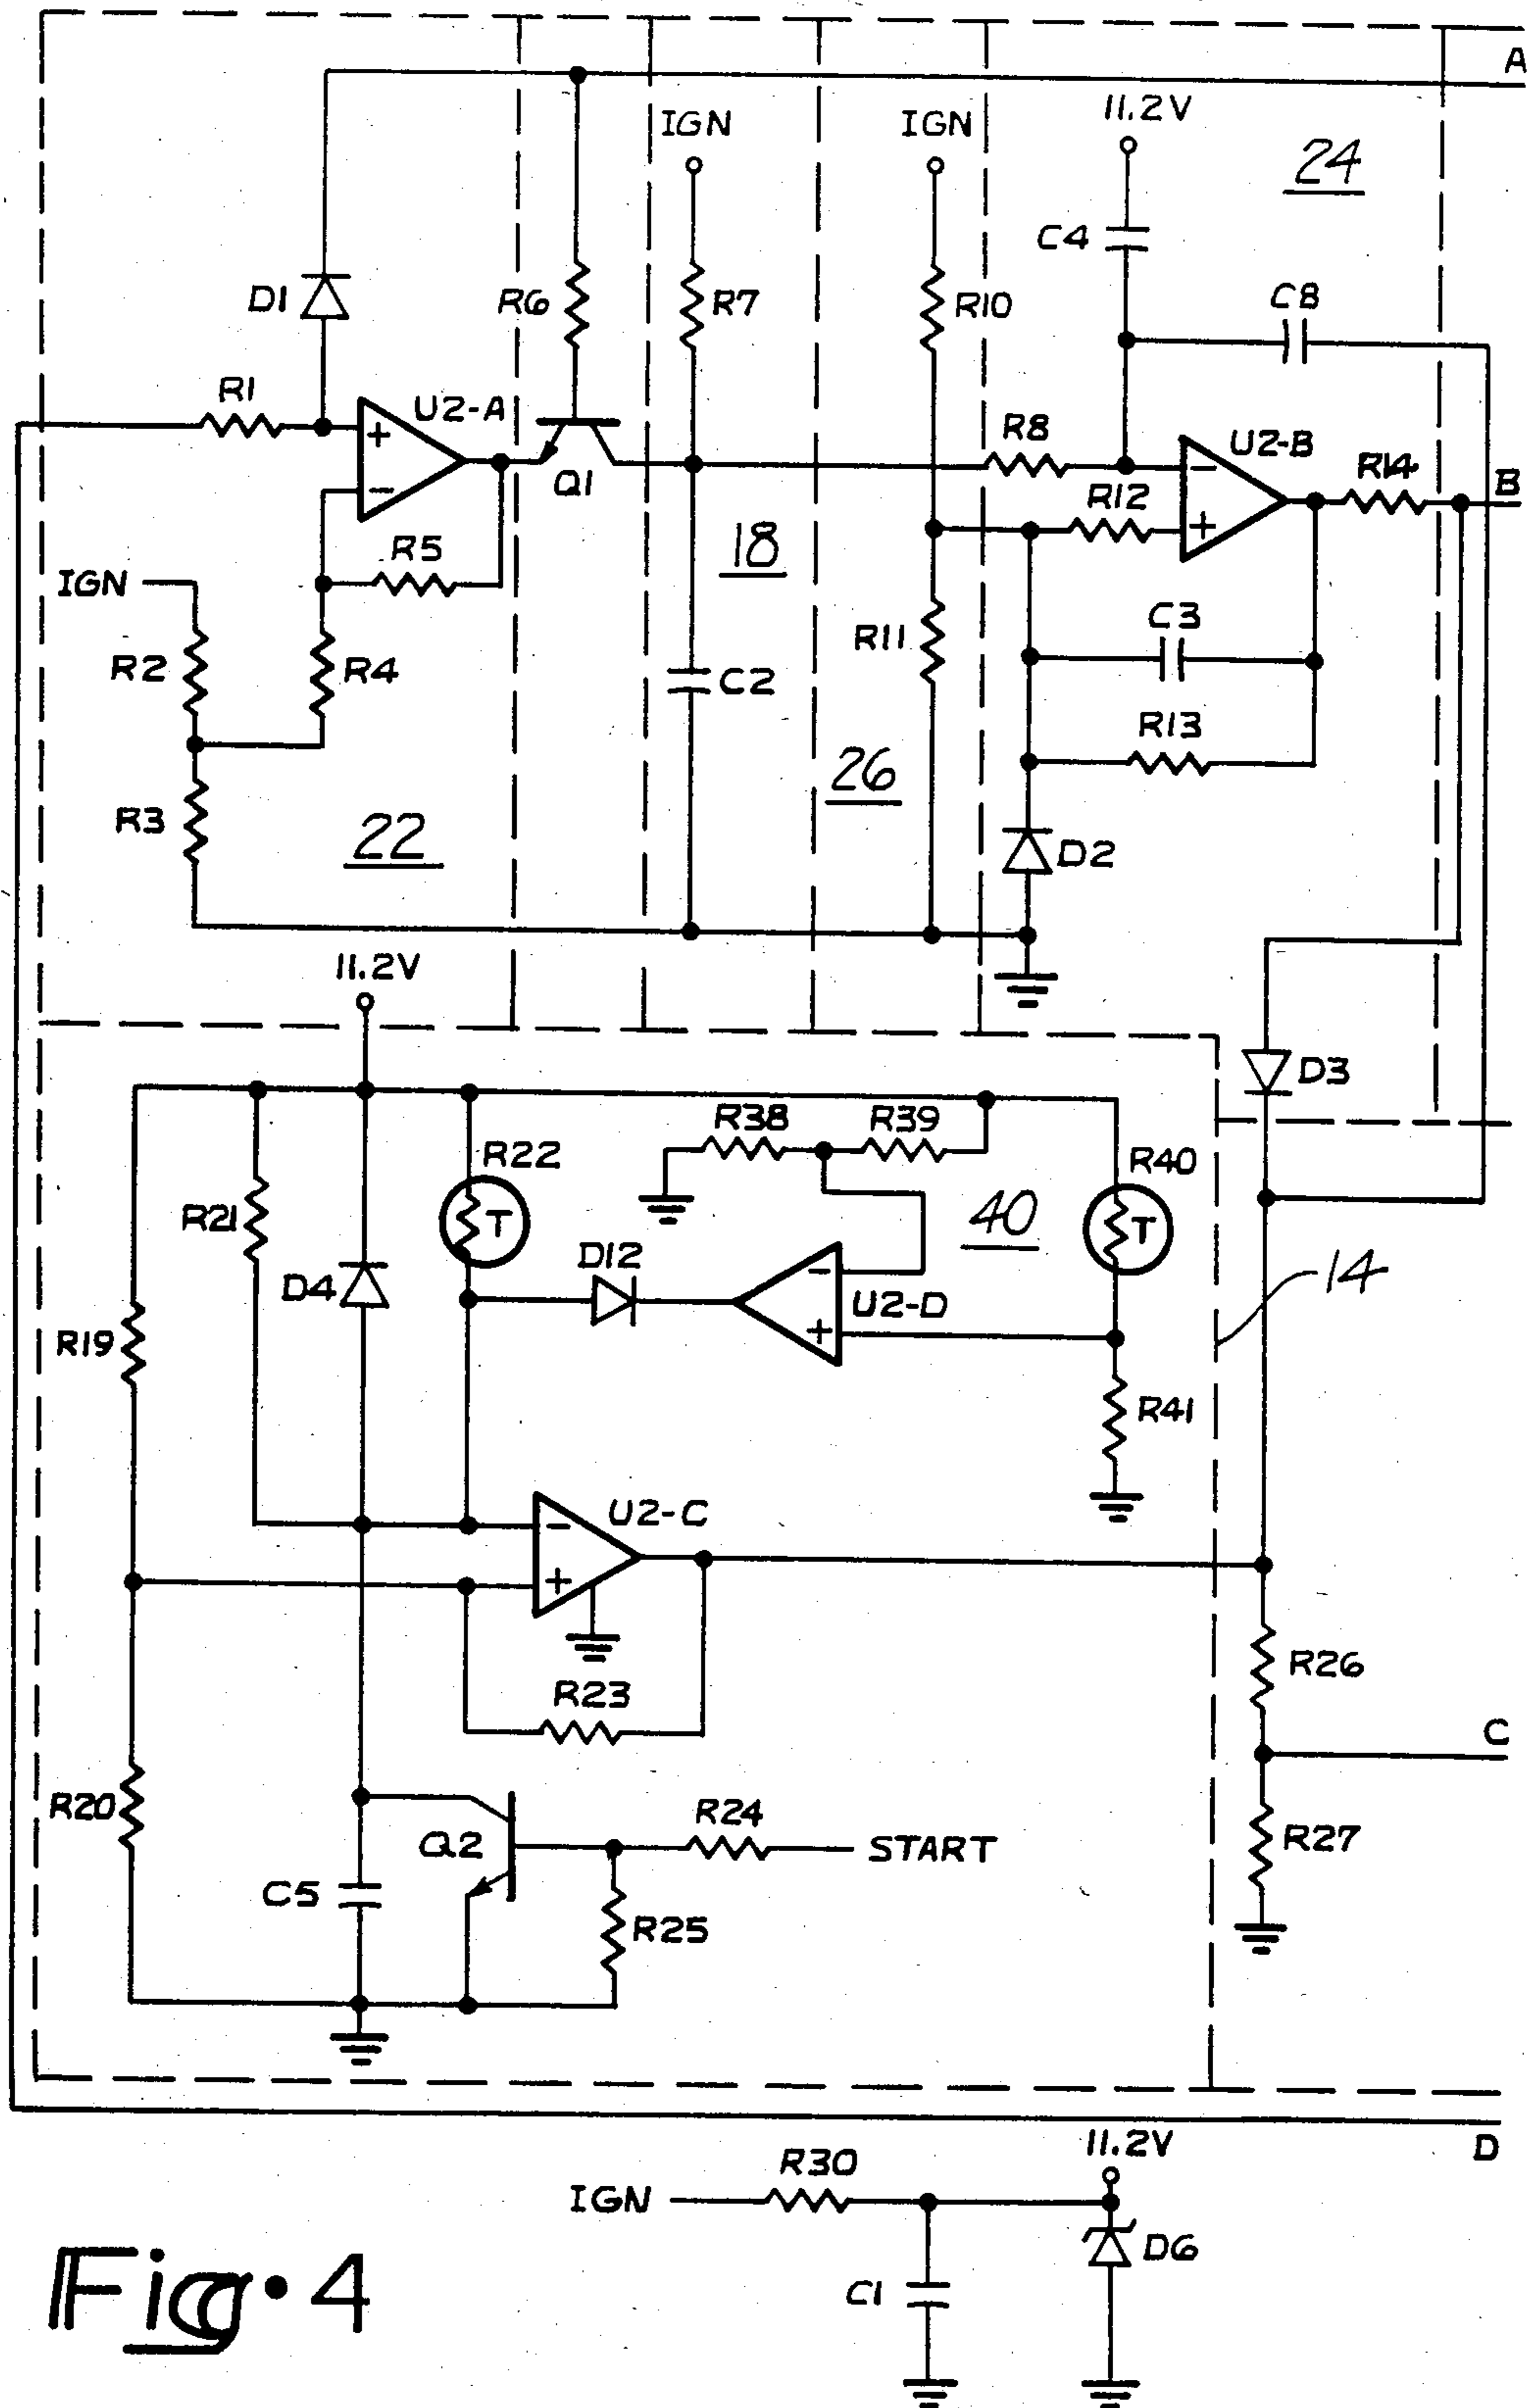 A
IGN
IGN
11.2V
24
C4
D1
R6
R7
R10
C8
R1
U2-A
+
−
Q1
R8
U2-B
−
+
R14
B
R12
18
R5
IGN
C3
R11
R2
R4
C2
R13
26
R3
22
D2
11.2V
D3
R38
R39
R22
R40
T
T
R21
40
D12
D4
−
U2-D
+
14
R19
R41
U2-C
−
+
R26
R23
C
R20
R24
Q2
START
R27
C5
R25
D
11.2V
R30
IGN
D6
C1
Fig. 4